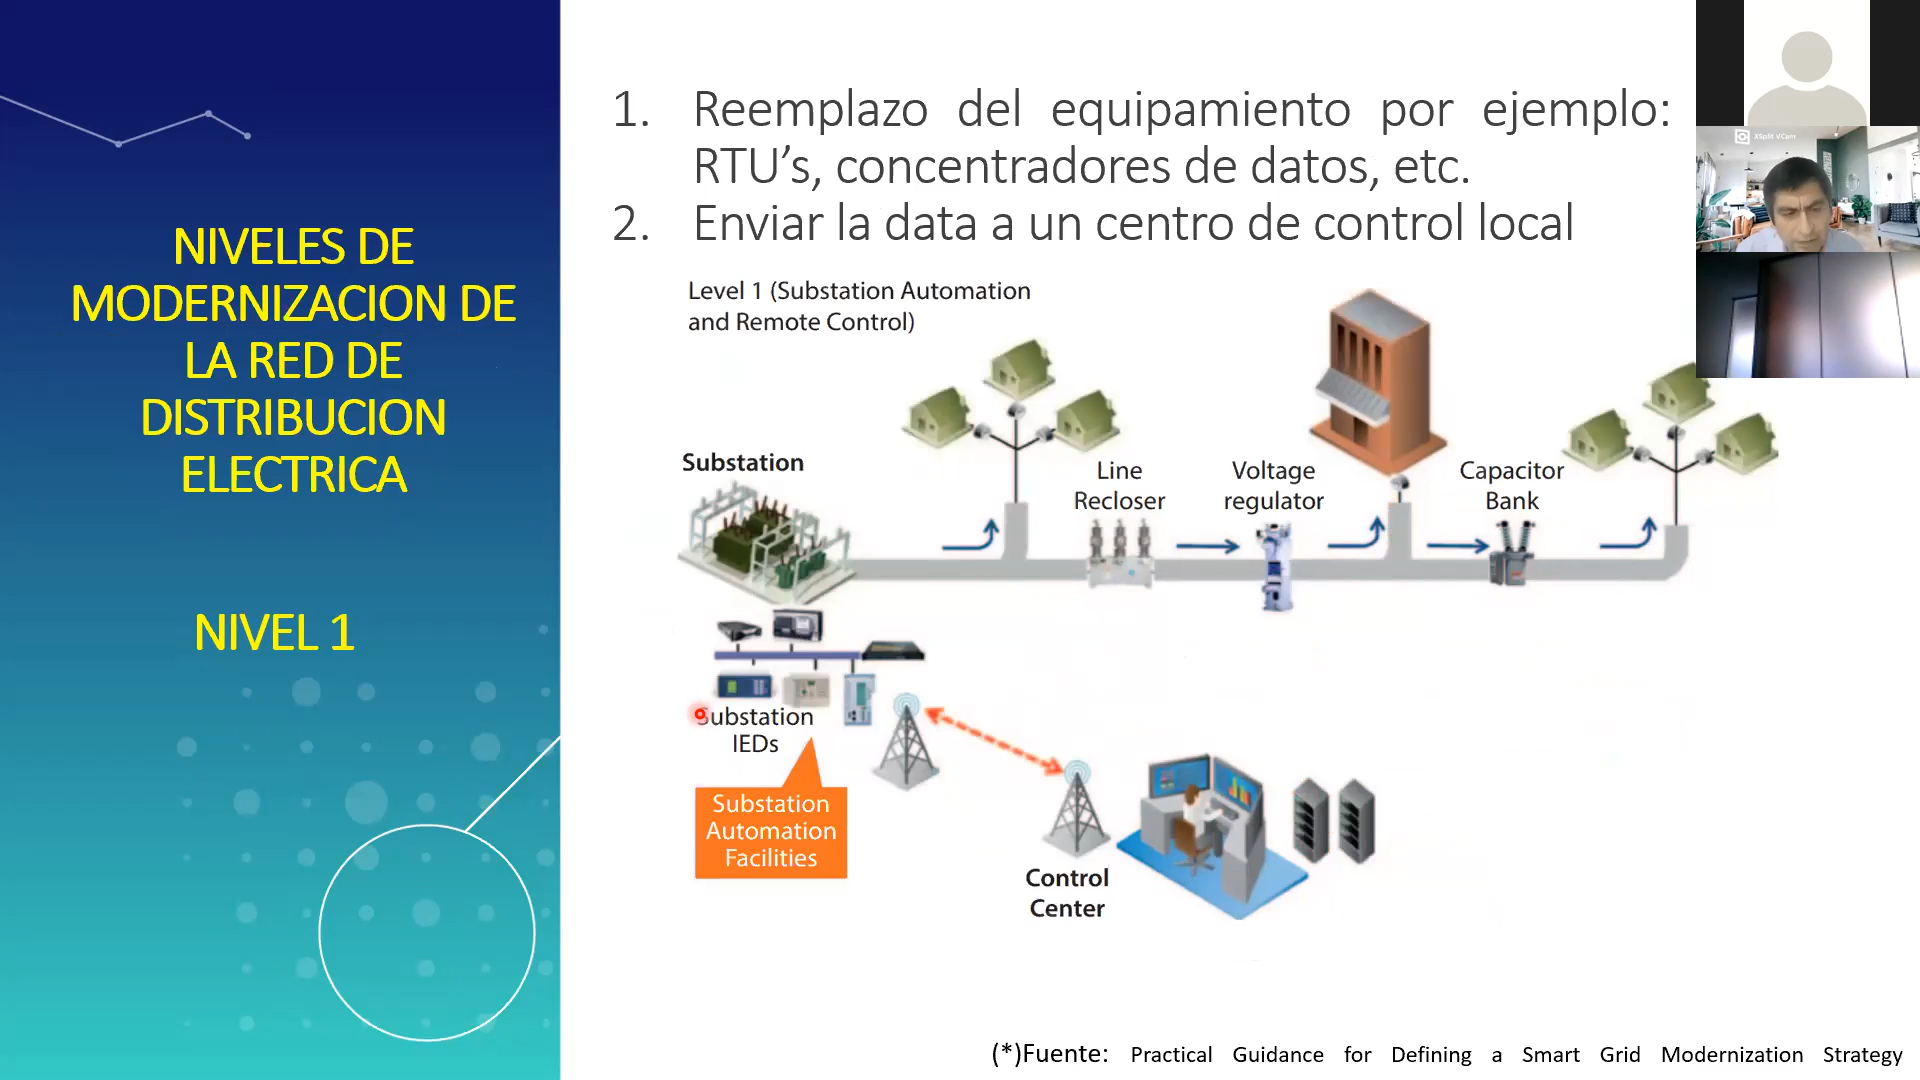 NIVELES DE
MODERNIZACION DE
LA RED DE
DISTRIBUCION
ELECTRICA
NIVEL 1
1. Reemplazo del equipamiento por ejemplo:
RTU’s, concentradores de datos, etc.
2. Enviar la data a un centro de control local
Level 1 (Substation Automation
and Remote Control)
Substation
Line
Recloser
Voltage
regulator
Capacitor
Bank
Substation
IEDs
Substation
Automation
Facilities
Control
Center
(*)Fuente: Practical Guidance for Defining a Smart Grid Modernization Strategy
XSplit VCam